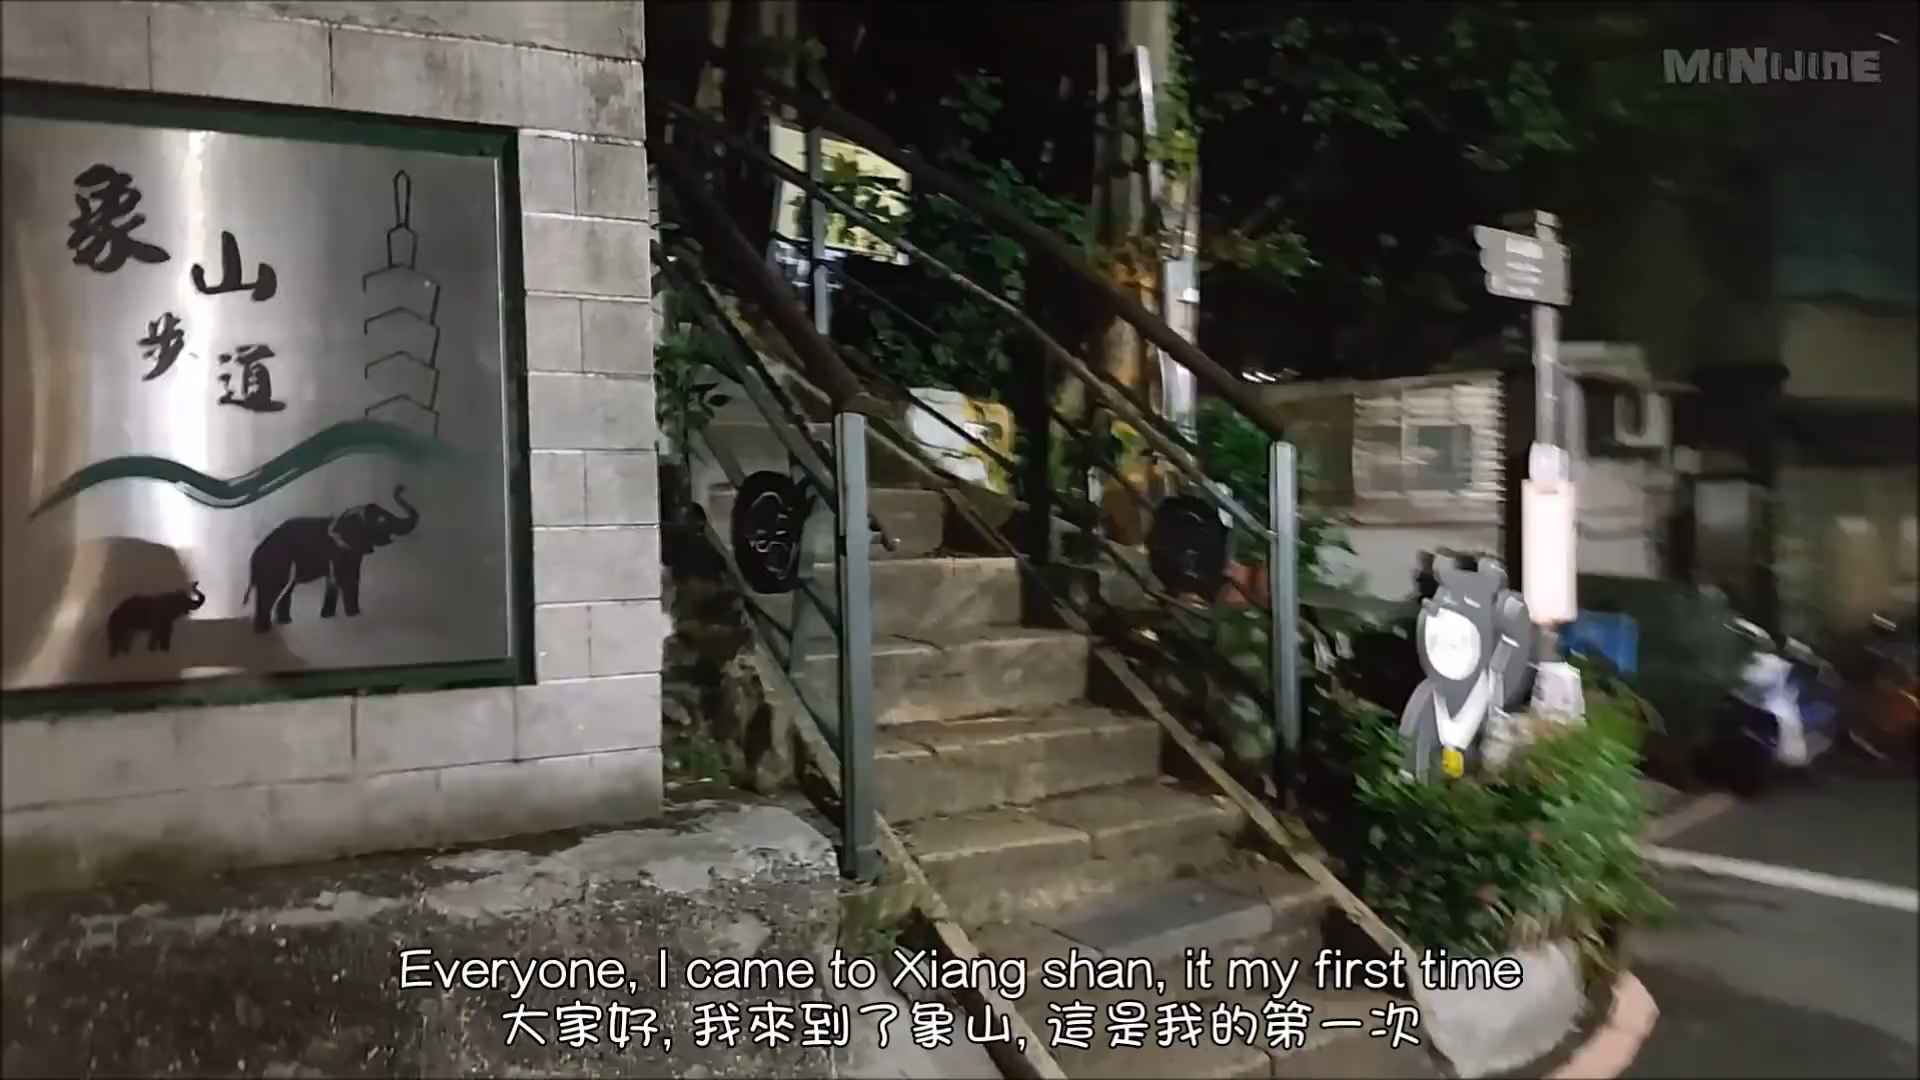 MiNiJinE
象山
步道
Everyone, I came to Xiang shan, it my first time
大家好, 我來到了象山, 這是我的第一次